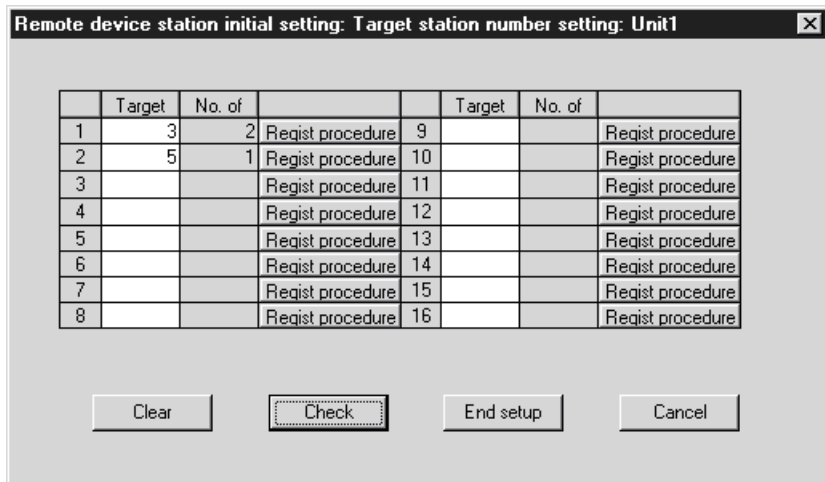 Remote device station initial setting: Target station number setting: Unit1
Target No. of Target No. of
1 3 2 Regist procedure 9 Regist procedure
2 5 1 Regist procedure 10 Regist procedure
3 Regist procedure 11 Regist procedure
4 Regist procedure 12 Regist procedure
5 Regist procedure 13 Regist procedure
6 Regist procedure 14 Regist procedure
7 Regist procedure 15 Regist procedure
8 Regist procedure 16 Regist procedure
Clear Check End setup Cancel